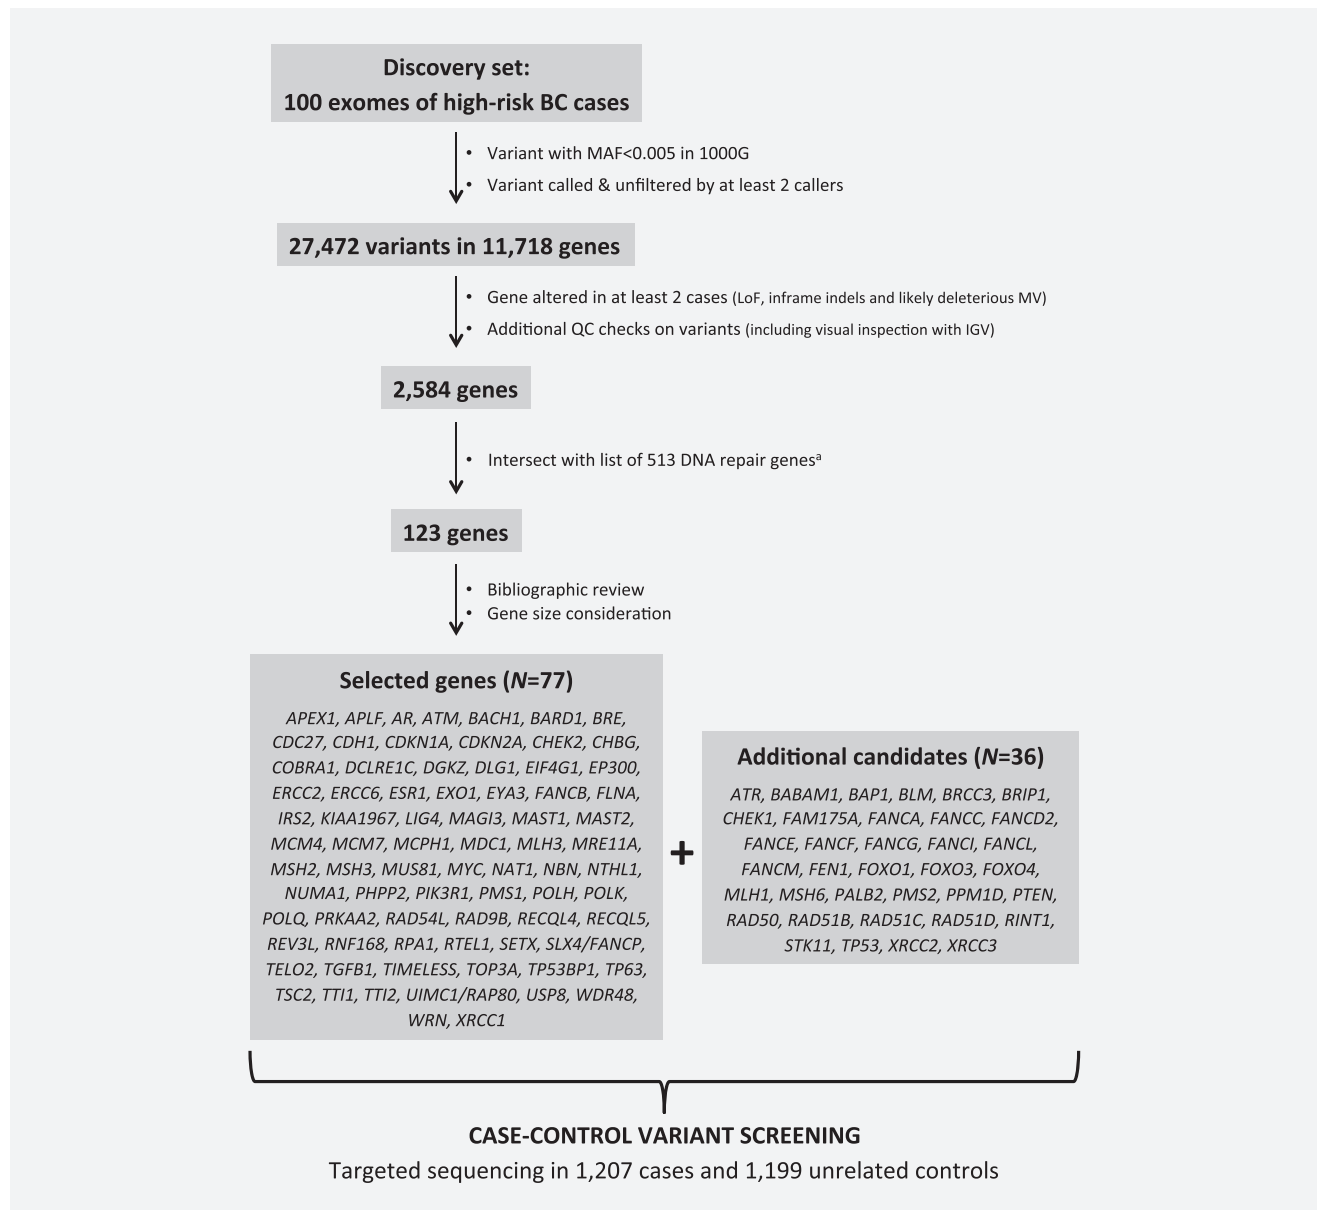 Discovery set:
100 exomes of high-risk BC cases
• Variant with MAF<0.005 in 1000G
• Variant called & unfiltered by at least 2 callers
27,472 variants in 11,718 genes
• Gene altered in at least 2 cases (LoF, inframe indels and likely deleterious MV)
• Additional QC checks on variants (including visual inspection with IGV)
2,584 genes
• Intersect with list of 513 DNA repair genesᵃ
123 genes
• Bibliographic review
• Gene size consideration
Selected genes (N=77)
APEX1, APLF, AR, ATM, BACH1, BARD1, BRE,
CDC27, CDH1, CDKN1A, CDKN2A, CHEK2, CHBG,
COBRA1, DCLRE1C, DGKZ, DLG1, EIF4G1, EP300,
ERCC2, ERCC6, ESR1, EXO1, EYA3, FANCB, FLNA,
IRS2, KIAA1967, LIG4, MAGI3, MAST1, MAST2,
MCM4, MCM7, MCPH1, MDC1, MLH3, MRE11A,
MSH2, MSH3, MUS81, MYC, NAT1, NBN, NTHL1,
NUMA1, PHPP2, PIK3R1, PMS1, POLH, POLK,
POLQ, PRKAA2, RAD54L, RAD9B, RECQL4, RECQL5,
REV3L, RNF168, RPA1, RTEL1, SETX, SLX4/FANCP,
TELO2, TGFB1, TIMELESS, TOP3A, TP53BP1, TP63,
TSC2, TTI1, TTI2, UIMC1/RAP80, USP8, WDR48,
WRN, XRCC1
+
Additional candidates (N=36)
ATR, BABAM1, BAP1, BLM, BRCC3, BRIP1,
CHEK1, FAM175A, FANCA, FANCC, FANCD2,
FANCE, FANCF, FANCG, FANCI, FANCL,
FANCM, FEN1, FOXO1, FOXO3, FOXO4,
MLH1, MSH6, PALB2, PMS2, PPM1D, PTEN,
RAD50, RAD51B, RAD51C, RAD51D, RINT1,
STK11, TP53, XRCC2, XRCC3
CASE-CONTROL VARIANT SCREENING
Targeted sequencing in 1,207 cases and 1,199 unrelated controls